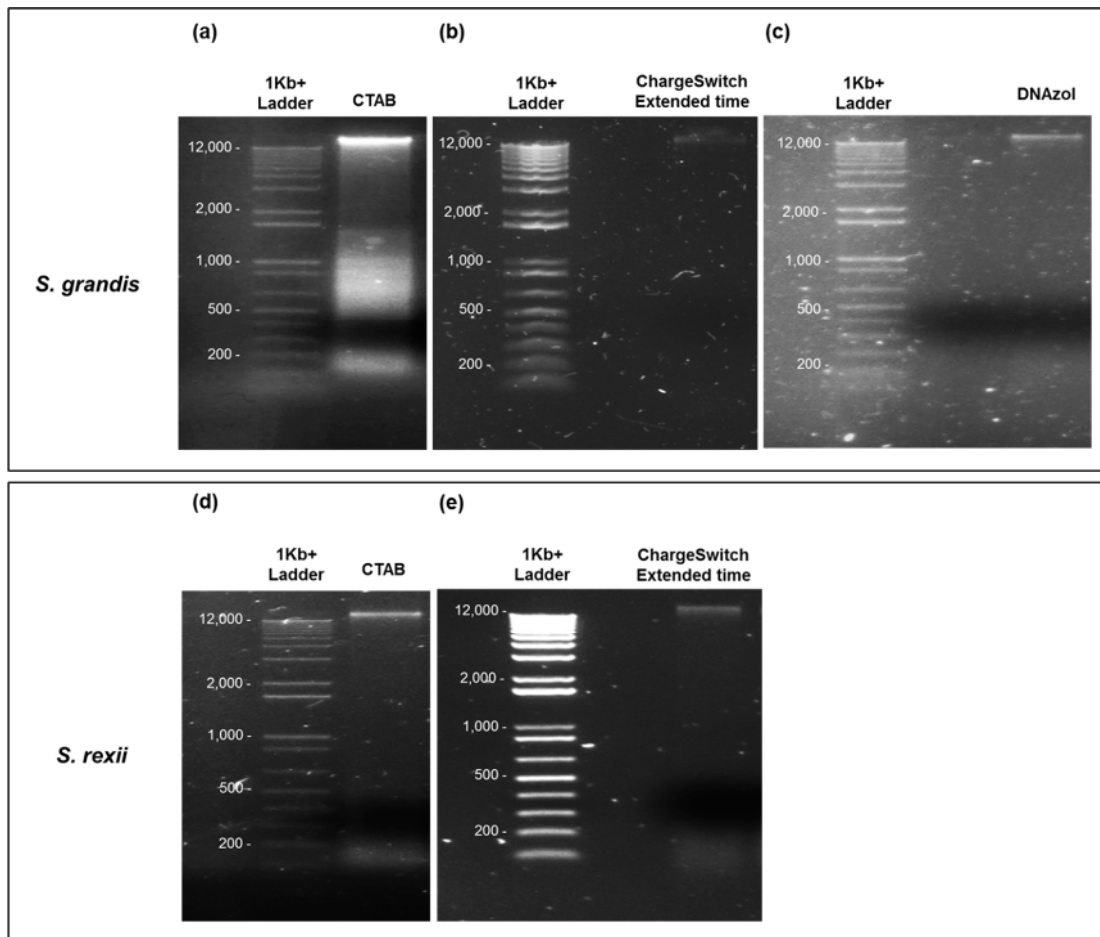 (a)
(b)
(c)
1Kb+
Ladder
CTAB
1Kb+
Ladder
ChargeSwitch
Extended time
1Kb+
Ladder
DNAzol
12,000 -
2,000 -
1,000 -
500 -
200 -
12,000 -
2,000 -
1,000 -
500 -
200 -
12,000 -
2,000 -
1,000 -
500 -
200 -
S. grandis
(d)
(e)
1Kb+
Ladder
CTAB
1Kb+
Ladder
ChargeSwitch
Extended time
12,000 -
2,000 -
1,000 -
500 -
200 -
12,000 -
2,000 -
1,000 -
500 -
200 -
S. rexii